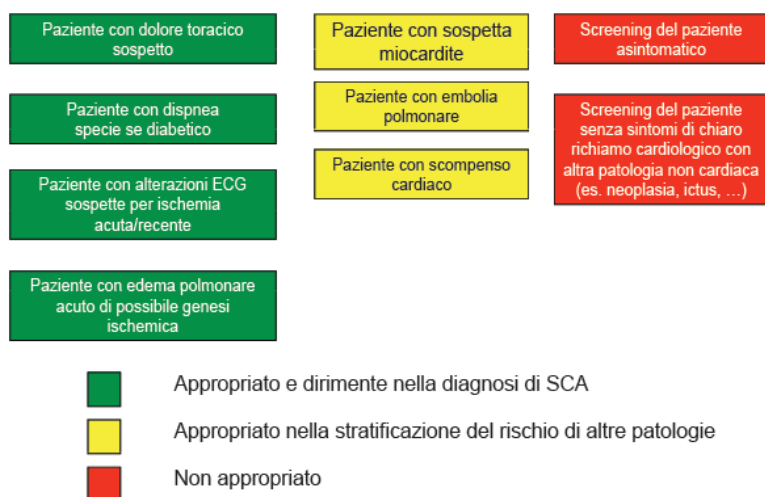 Paziente con dolore toracico
sospetto
Paziente con dispnea
specie se diabetico
Paziente con alterazioni ECG
sospette per ischemia
acuta/recente
Paziente con edema polmonare
acuto di possibile genesi
ischemica
Paziente con sospetta
miocardite
Paziente con embolia
polmonare
Paziente con scompenso
cardiaco
Screening del paziente
asintomatico
Screening del paziente
senza sintomi di chiaro
richiamo cardiologico con
altra patologia non cardiaca
(es. neoplasia, ictus, …)
Appropriato e dirimente nella diagnosi di SCA
Appropriato nella stratificazione del rischio di altre patologie
Non appropriato